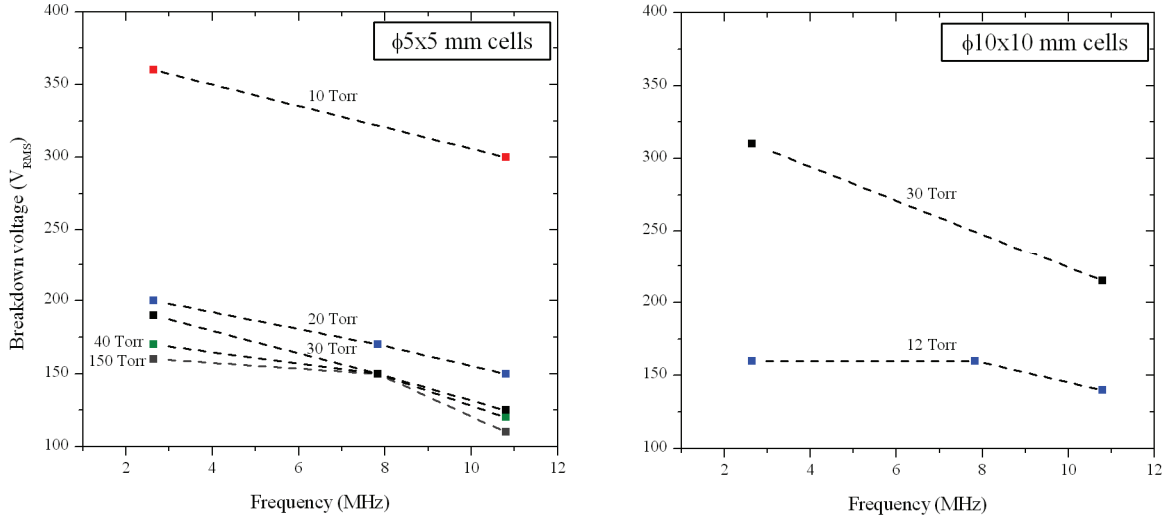 ϕ5x5 mm cells
400
350
300
250
200
150
100
10 Torr
20 Torr
30 Torr
40 Torr
150 Torr
2 4 6 8 10 12
Frequency (MHz)
Breakdown voltage (VRMS)
ϕ10x10 mm cells
400
350
300
250
200
150
100
30 Torr
12 Torr
2 4 6 8 10 12
Frequency (MHz)